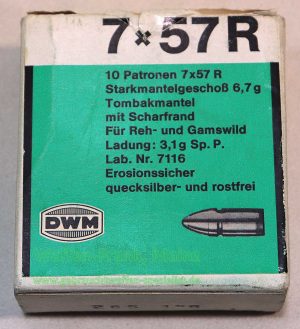 7×57R
10 Patronen 7x57 R
Starkmantelgeschoß 6,7g
Tombakmantel
mit Scharfrand
Für Reh- und Gamswild
Ladung: 3,1g Sp. P.
Lab. Nr. 7116
Erosionssicher
quecksilber- und rostfrei
DWM